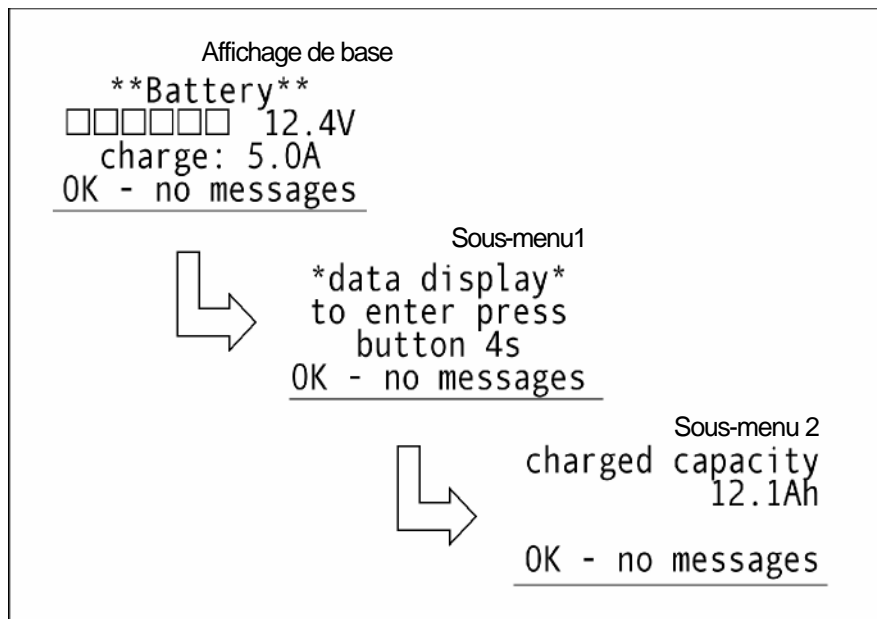 Affichage de base
**Battery**
□□□□□□ 12.4V
charge: 5.0A
OK - no messages
Sous-menu1
*data display*
to enter press
button 4s
OK - no messages
Sous-menu 2
charged capacity
12.1Ah
OK - no messages